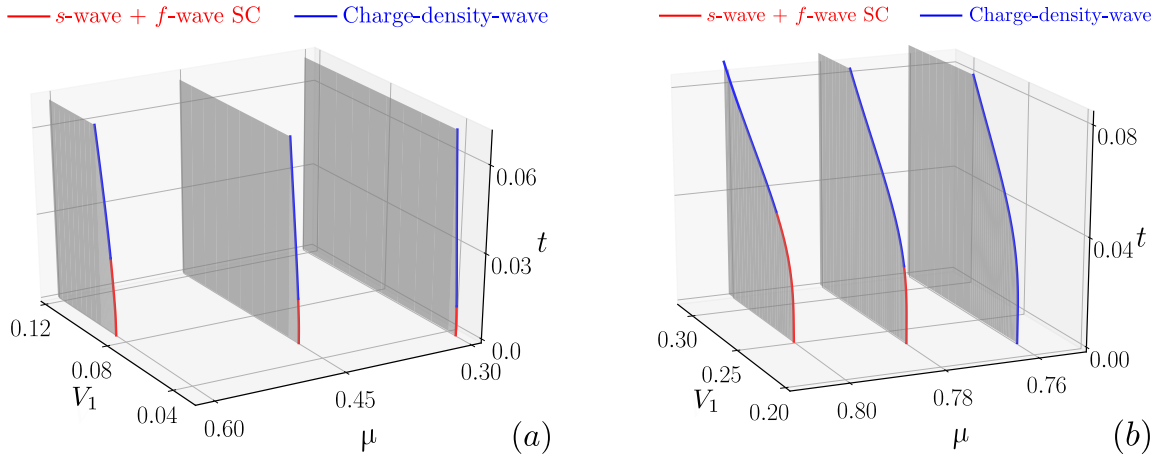 s-wave + f-wave SC
Charge-density-wave
0.06
t
0.03
0.0
0.12
0.08
0.30
V₁
0.04
0.45
0.60
μ
(a)
s-wave + f-wave SC
Charge-density-wave
0.08
0.04
t
0.30
0.25
0.00
V₁
0.20
0.76
0.80
0.78
μ
(b)